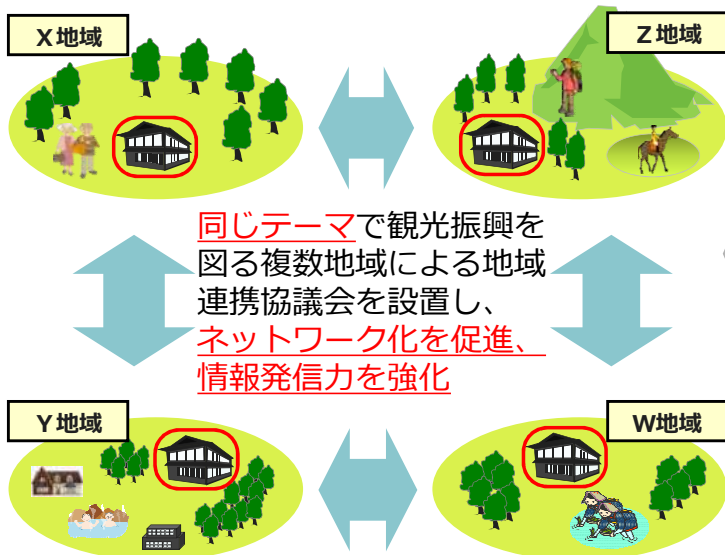 X地域
Z地域
同じテーマで観光振興を
図る複数地域による地域
連携協議会を設置し、
ネットワーク化を促進、
情報発信力を強化
Y地域
W地域